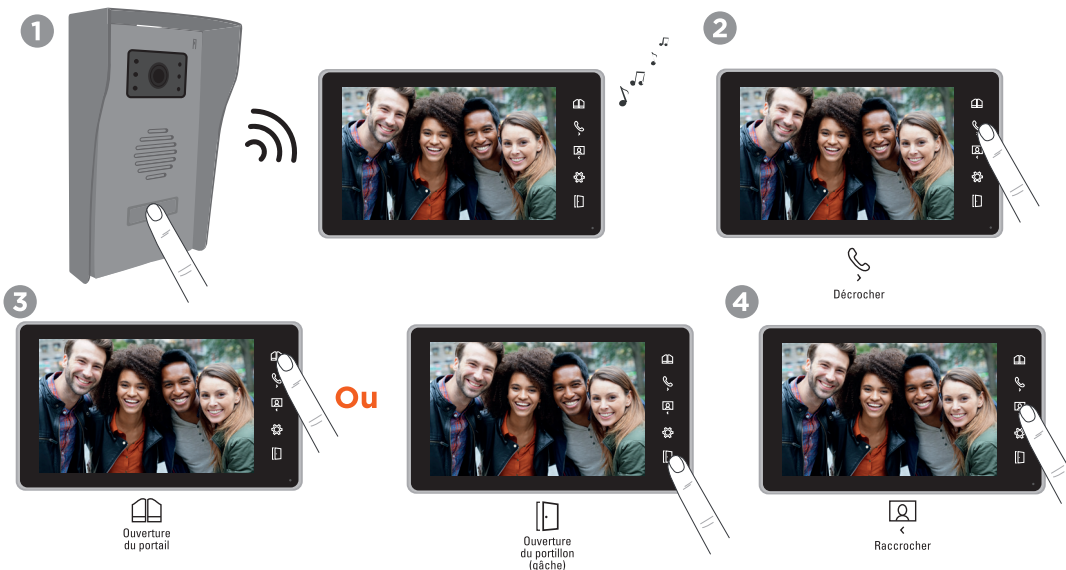 1
2
Décrocher
3
Ou
4
Ouverture
du portail
Ouverture
du portillon
(gâche)
Raccrocher